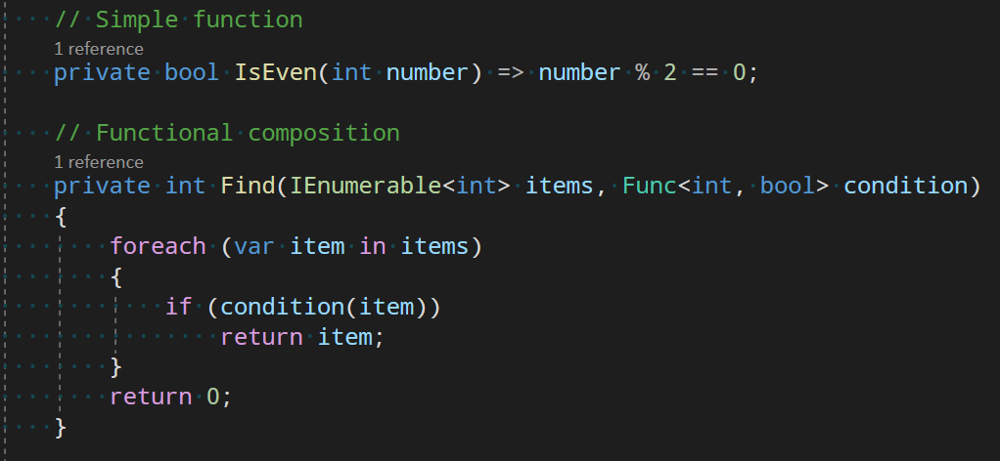 // Simple function
1 reference
private bool IsEven(int number) => number % 2 == 0;
// Functional composition
1 reference
private int Find(IEnumerable<int> items, Func<int, bool> condition)
{
foreach (var item in items)
{
if (condition(item))
return item;
}
return 0;
}